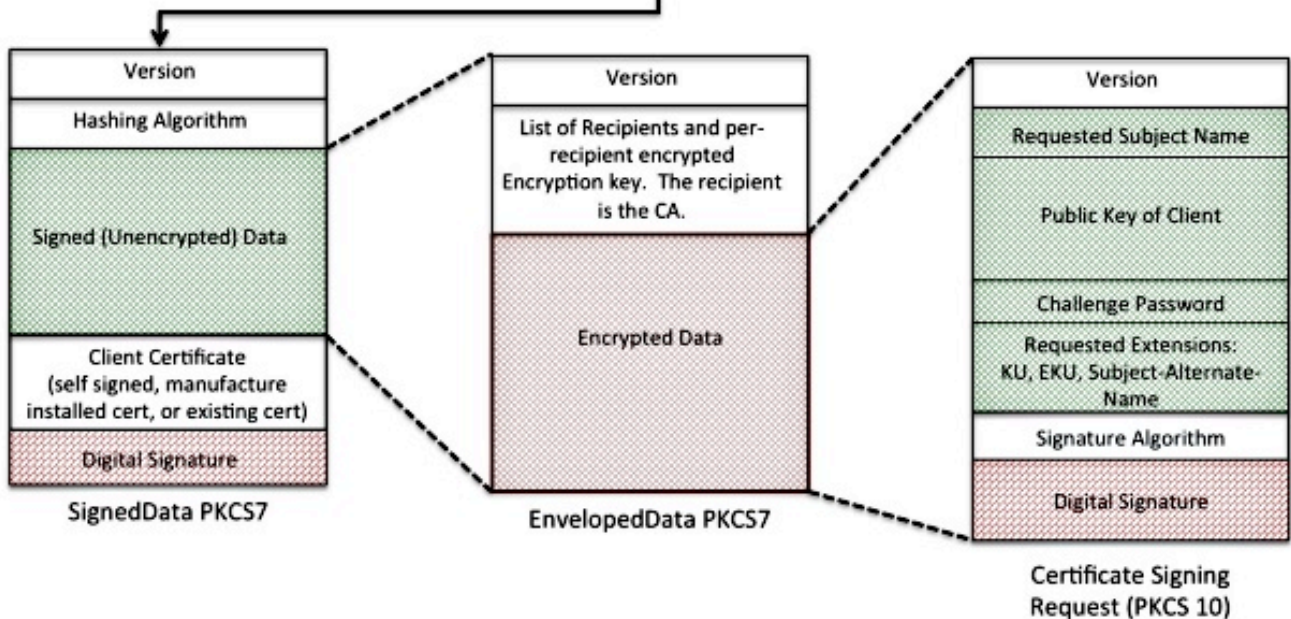 Version
Hashing Algorithm
Signed (Unencrypted) Data
Client Certificate
(self signed, manufacture
installed cert, or existing cert)
Digital Signature
SignedData PKCS7
Version
List of Recipients and per-
recipient encrypted
Encryption key. The recipient
is the CA.
Encrypted Data
EnvelopedData PKCS7
Version
Requested Subject Name
Public Key of Client
Challenge Password
Requested Extensions:
KU, EKU, Subject-Alternate-
Name
Signature Algorithm
Digital Signature
Certificate Signing
Request (PKCS 10)